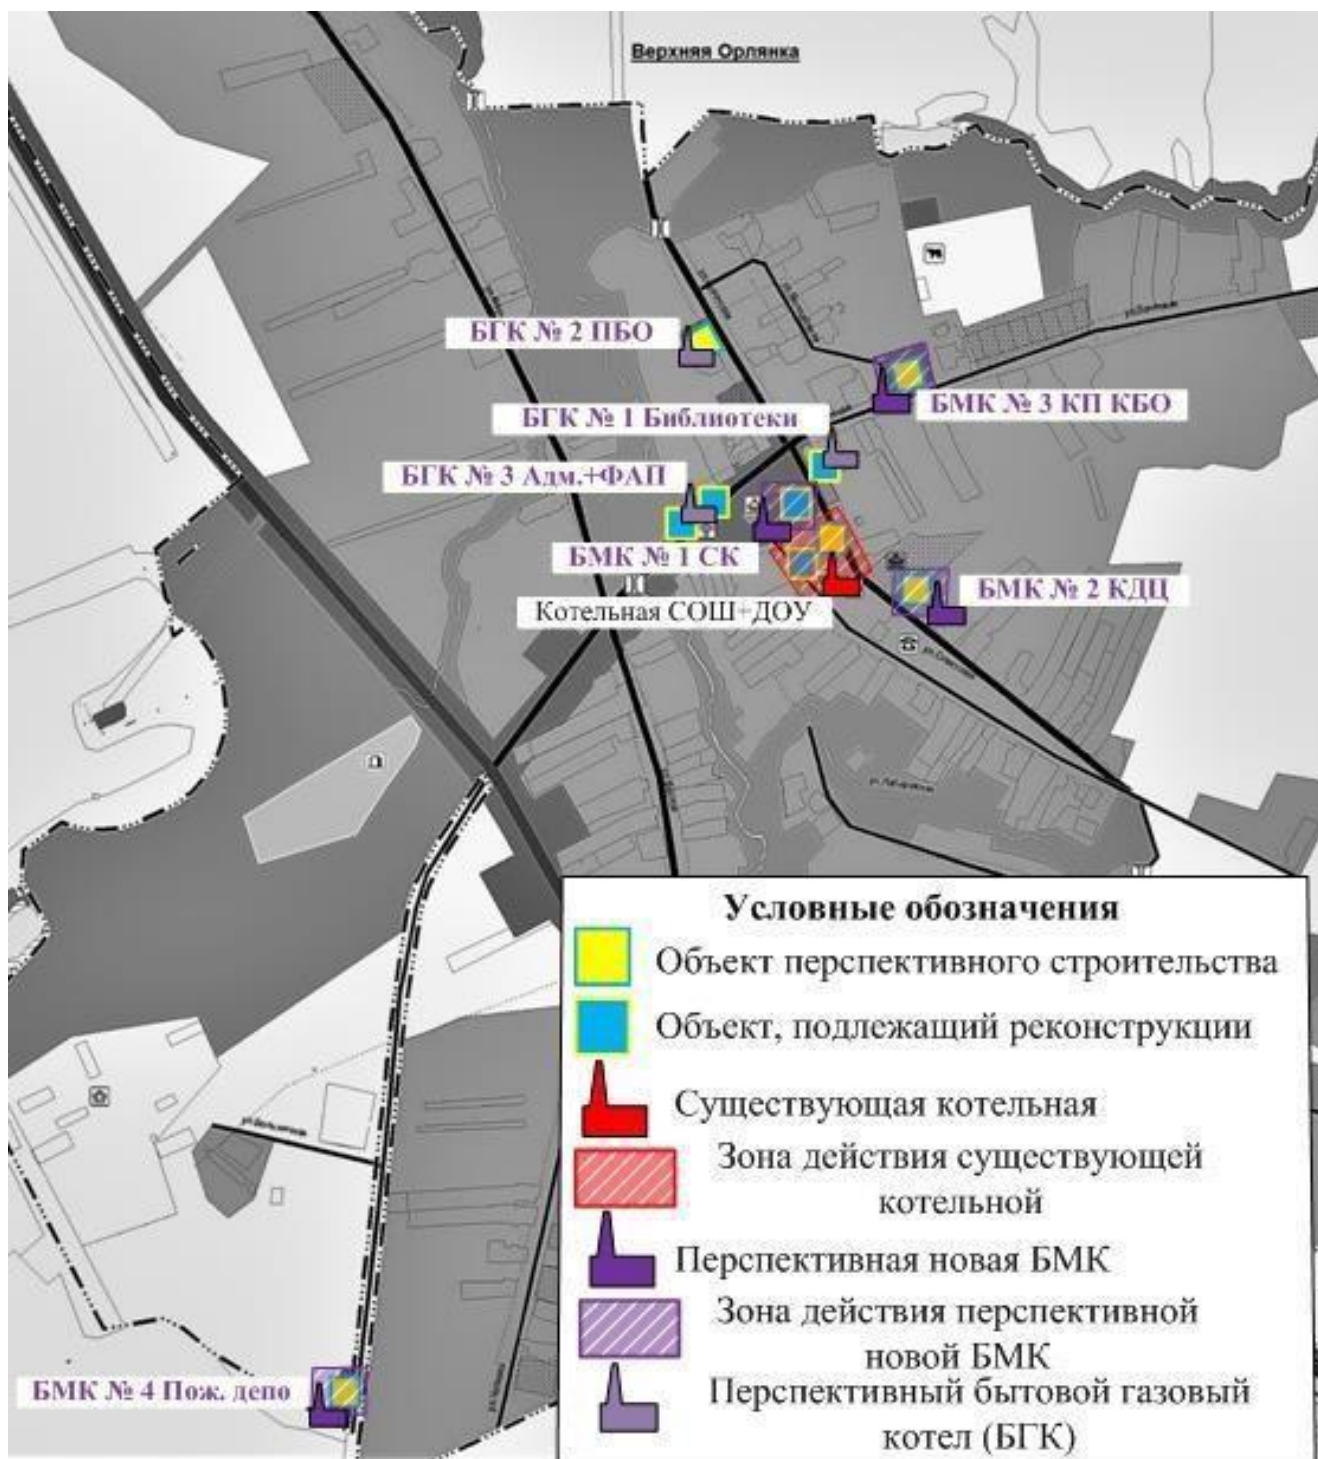 Верхняя Орлянка
БГК № 2 ПБО
БМК № 3 КП КБО
БГК № 1 Библиотеки
БГК № 3 Адм.+ФАП
БМК № 1 СК
БМК № 2 КДЦ
Котельная СОШ+ДОУ
БМК № 4 Пож. депо
Условные обозначения
Объект перспективного строительства
Объект, подлежащий реконструкции
Существующая котельная
Зона действия существующей
котельной
Перспективная новая БМК
Зона действия перспективной
новой БМК
Перспективный бытовой газовый
котел (БГК)